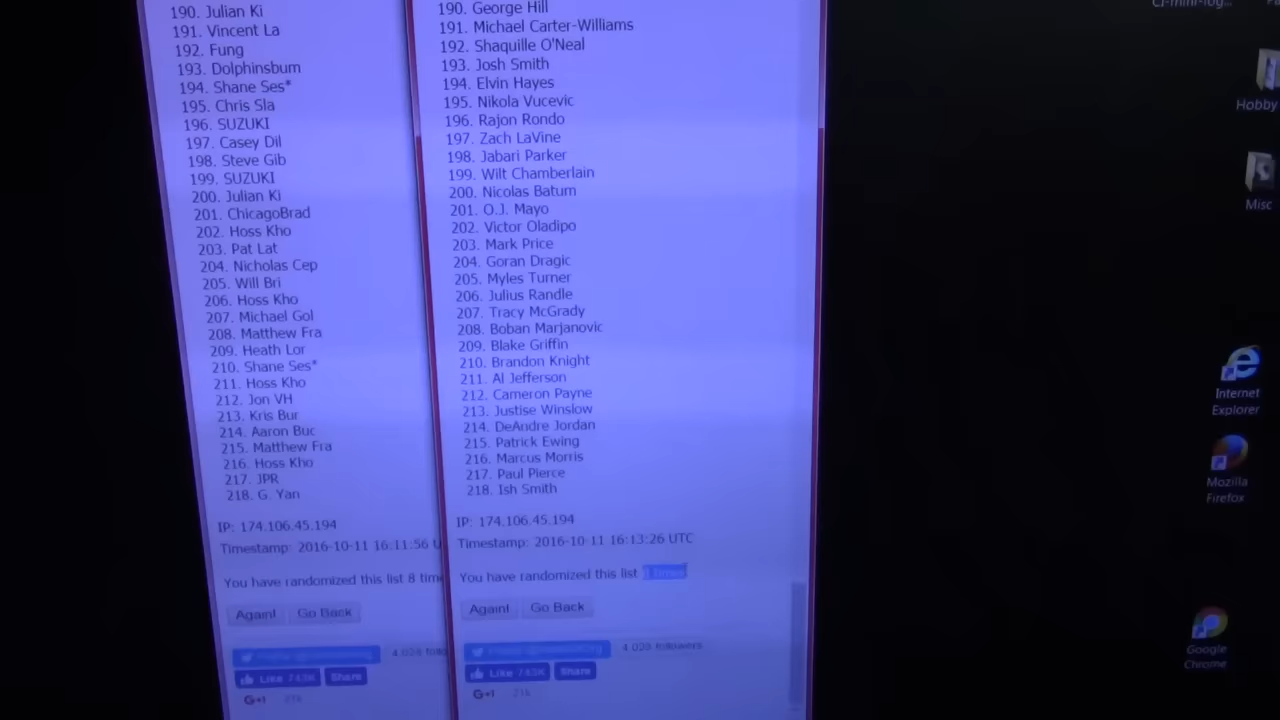 190. Julian Ki
191. Vincent La
192. Fung
193. Dolphinsbum
194. Shane Ses*
195. Chris Sla
196. SUZUKI
197. Casey Dil
198. Steve Gib
199. SUZUKI
200. Julian Ki
201. ChicagoBrad
202. Hoss Kho
203. Pat Lat
204. Nicholas Cep
205. Will Bri
206. Hoss Kho
207. Michael Gol
208. Matthew Fra
209. Heath Lor
210. Shane Ses*
211. Hoss Kho
212. Jon VH
213. Kris Bur
214. Aaron Buc
215. Matthew Fra
216. Hoss Kho
217. JPR
218. G. Yan
IP: 174.106.45.194
Timestamp: 2016-10-11 16:11:56 U
You have randomized this list 8 tim
Again! Go Back
Like 743K Share
G+1 21k
190. George Hill
191. Michael Carter-Williams
192. Shaquille O'Neal
193. Josh Smith
194. Elvin Hayes
195. Nikola Vucevic
196. Rajon Rondo
197. Zach LaVine
198. Jabari Parker
199. Wilt Chamberlain
200. Nicolas Batum
201. O.J. Mayo
202. Victor Oladipo
203. Mark Price
204. Goran Dragic
205. Myles Turner
206. Julius Randle
207. Tracy McGrady
208. Boban Marjanovic
209. Blake Griffin
210. Brandon Knight
211. Al Jefferson
212. Cameron Payne
213. Justise Winslow
214. DeAndre Jordan
215. Patrick Ewing
216. Marcus Morris
217. Paul Pierce
218. Ish Smith
IP: 174.106.45.194
Timestamp: 2016-10-11 16:13:26 UTC
You have randomized this list
Again! Go Back
followers
Like 743K Share
G+1 21k
Hobby
Misc
Internet
Explorer
Mozilla
Firefox
Google
Chrome